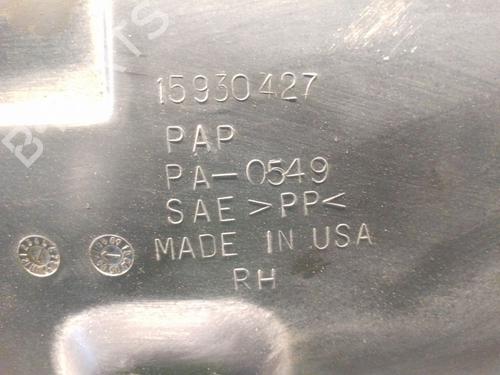 15930427
PAP
PA-0549
SAE >PP<
MADE IN USA
RH